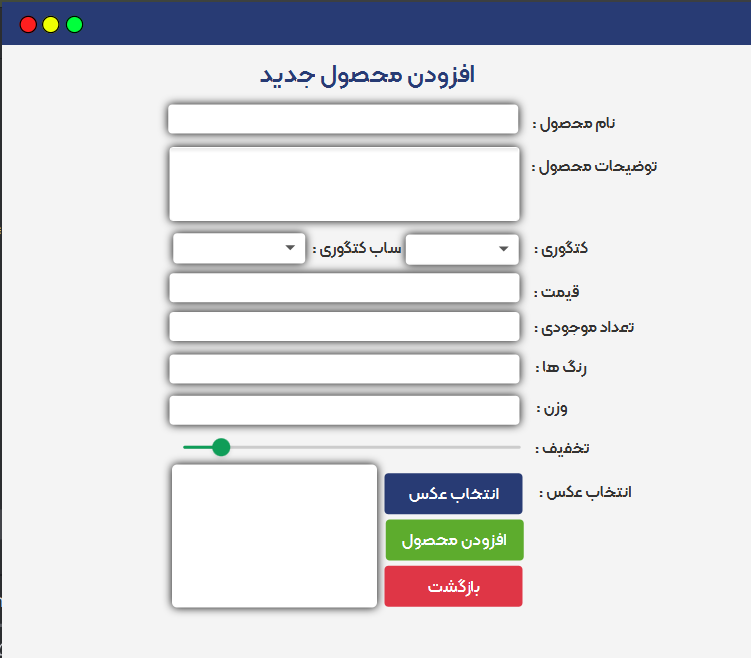 افزودن محصول جدید
نام محصول :
توضیحات محصول :
کتگوری : ساب کتگوری :
قیمت :
تعداد موجودی :
رنگ ها :
وزن :
تخفیف :
انتخاب عکس : انتخاب عکس
افزودن محصول
بازگشت